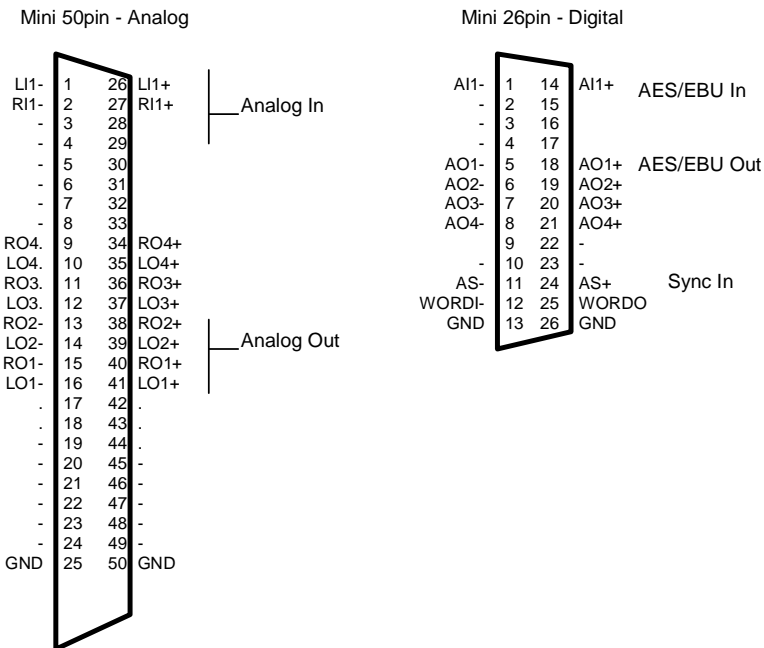 Mini 50pin - Analog
LI1- 1 26 LI1+
RI1- 2 27 RI1+ Analog In
- 3 28
- 4 29
- 5 30
- 6 31
- 7 32
- 8 33
RO4. 9 34 RO4+
LO4. 10 35 LO4+
RO3. 11 36 RO3+
LO3. 12 37 LO3+
RO2- 13 38 RO2+
LO2- 14 39 LO2+ Analog Out
RO1- 15 40 RO1+
LO1- 16 41 LO1+
. 17 42 .
. 18 43 .
- 19 44 .
- 20 45 -
- 21 46 -
- 22 47 -
- 23 48 -
- 24 49 -
GND 25 50 GND
Mini 26pin - Digital
AI1- 1 14 AI1+ AES/EBU In
- 2 15
- 3 16
- 4 17
AO1- 5 18 AO1+ AES/EBU Out
AO2- 6 19 AO2+
AO3- 7 20 AO3+
AO4- 8 21 AO4+
9 22 -
- 10 23 -
AS- 11 24 AS+ Sync In
WORDI- 12 25 WORDO
GND 13 26 GND